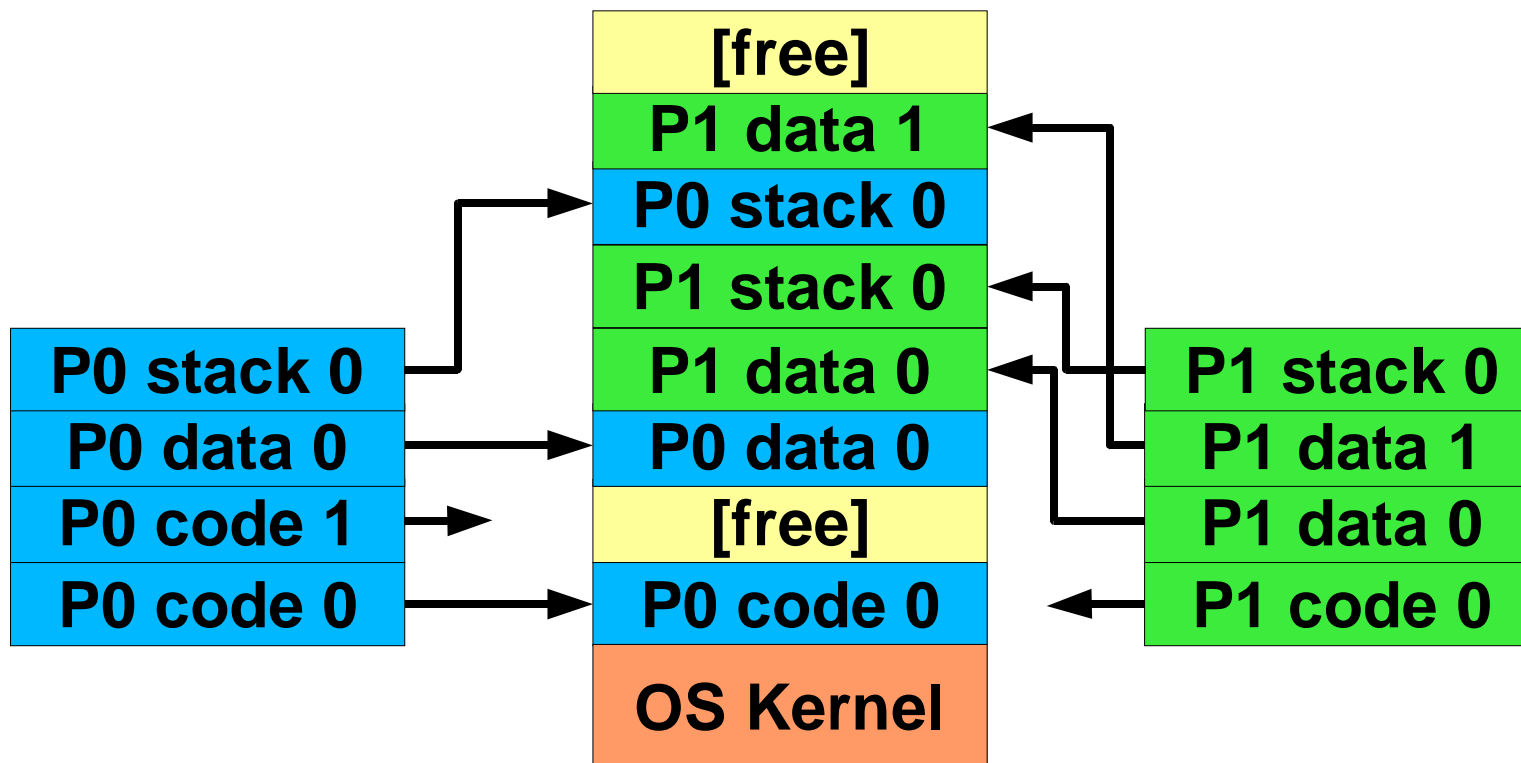 [free]
P1 data 1
P0 stack 0
P1 stack 0
P1 data 0
P0 data 0
[free]
P0 code 0
OS Kernel
P0 stack 0
P0 data 0
P0 code 1
P0 code 0
P1 stack 0
P1 data 1
P1 data 0
P1 code 0